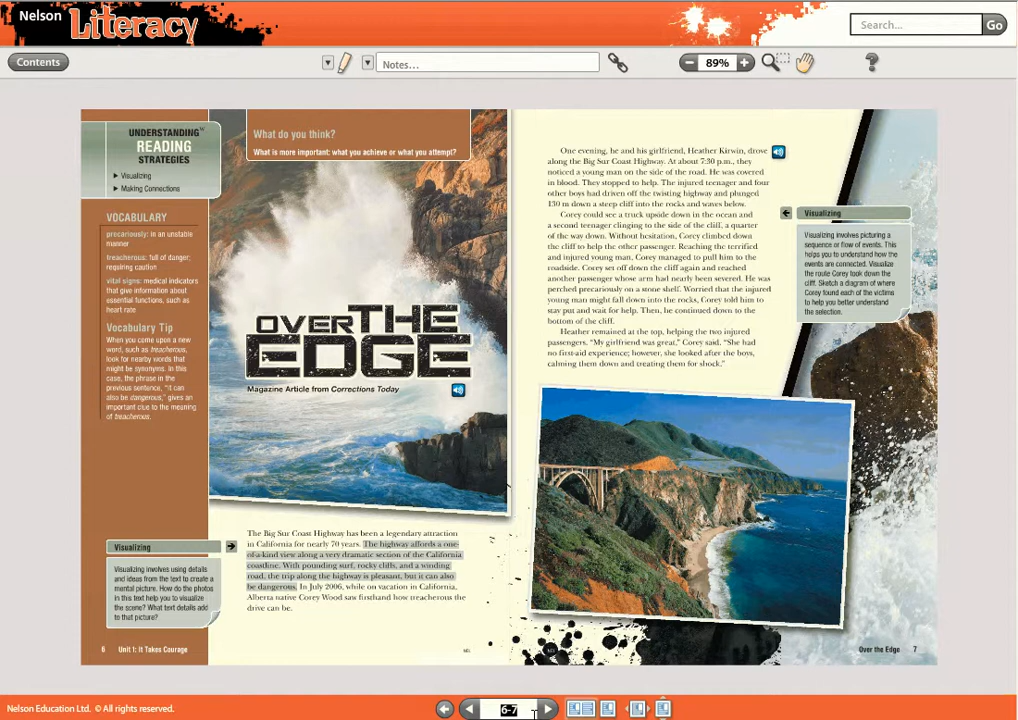 Nelson
Literacy
Search...
Go
Contents
Notes...
89%
?
UNDERSTANDING
READING
STRATEGIES
► Visualizing
► Making Connections
What do you think?
What is more important: what you achieve or what you attempt?
VOCABULARY
precariously: in an unstable
manner
treacherous: full of danger;
requiring caution
vital signs: medical indicators
that give information about
essential functions, such as
heart rate
Vocabulary Tip
When you come upon a new
word, such as treacherous,
look for nearby words that
might be synonyms. In this
case, the phrase in the
previous sentence, "it can
also be dangerous," gives an
important clue to the meaning
of treacherous.
OVER THE
EDGE
Magazine Article from Corrections Today
Visualizing
Visualizing involves using details
and ideas from the text to create a
mental picture. How do the photos
in this text help you to visualize
the scene? What text details add
to that picture?
The Big Sur Coast Highway has been a legendary attraction
in California for nearly 70 years. The highway affords a one-
of-a-kind view along a very dramatic section of the California
coastline. With pounding surf, rocky cliffs, and a winding
road, the trip along the highway is pleasant, but it can also
be dangerous. In July 2006, while on vacation in California,
Alberta native Corey Wood saw firsthand how treacherous the
drive can be.
6 Unit 1: It Takes Courage
One evening, he and his girlfriend, Heather Kirwin, drove
along the Big Sur Coast Highway. At about 7:30 p.m., they
noticed a young man on the side of the road. He was covered
in blood. They stopped to help. The injured teenager and four
other boys had driven off the twisting highway and plunged
130 m down a steep cliff into the rocks and waves below.
Corey could see a truck upside down in the ocean and
a second teenager clinging to the side of the cliff, a quarter
of the way down. Without hesitation, Corey climbed down
the cliff to help the other passenger. Reaching the terrified
and injured young man, Corey managed to pull him to the
roadside. Corey set off down the cliff again and reached
another passenger whose arm had nearly been severed. He was
perched precariously on a stone shelf. Worried that the injured
young man might fall down into the rocks, Corey told him to
stay put and wait for help. Then, he continued down to the
bottom of the cliff.
Heather remained at the top, helping the two injured
passengers. "My girlfriend was great," Corey said. "She had
no first-aid experience; however, she looked after the boys,
calming them down and treating them for shock."
Visualizing
Visualizing involves picturing a
sequence or flow of events. This
helps you to understand how the
events are connected. Visualize
the route Corey took down the
cliff. Sketch a diagram of where
Corey found each of the victims
to help you better understand
the selection.
Over the Edge 7
Nelson Education Ltd. © All rights reserved.
6-7